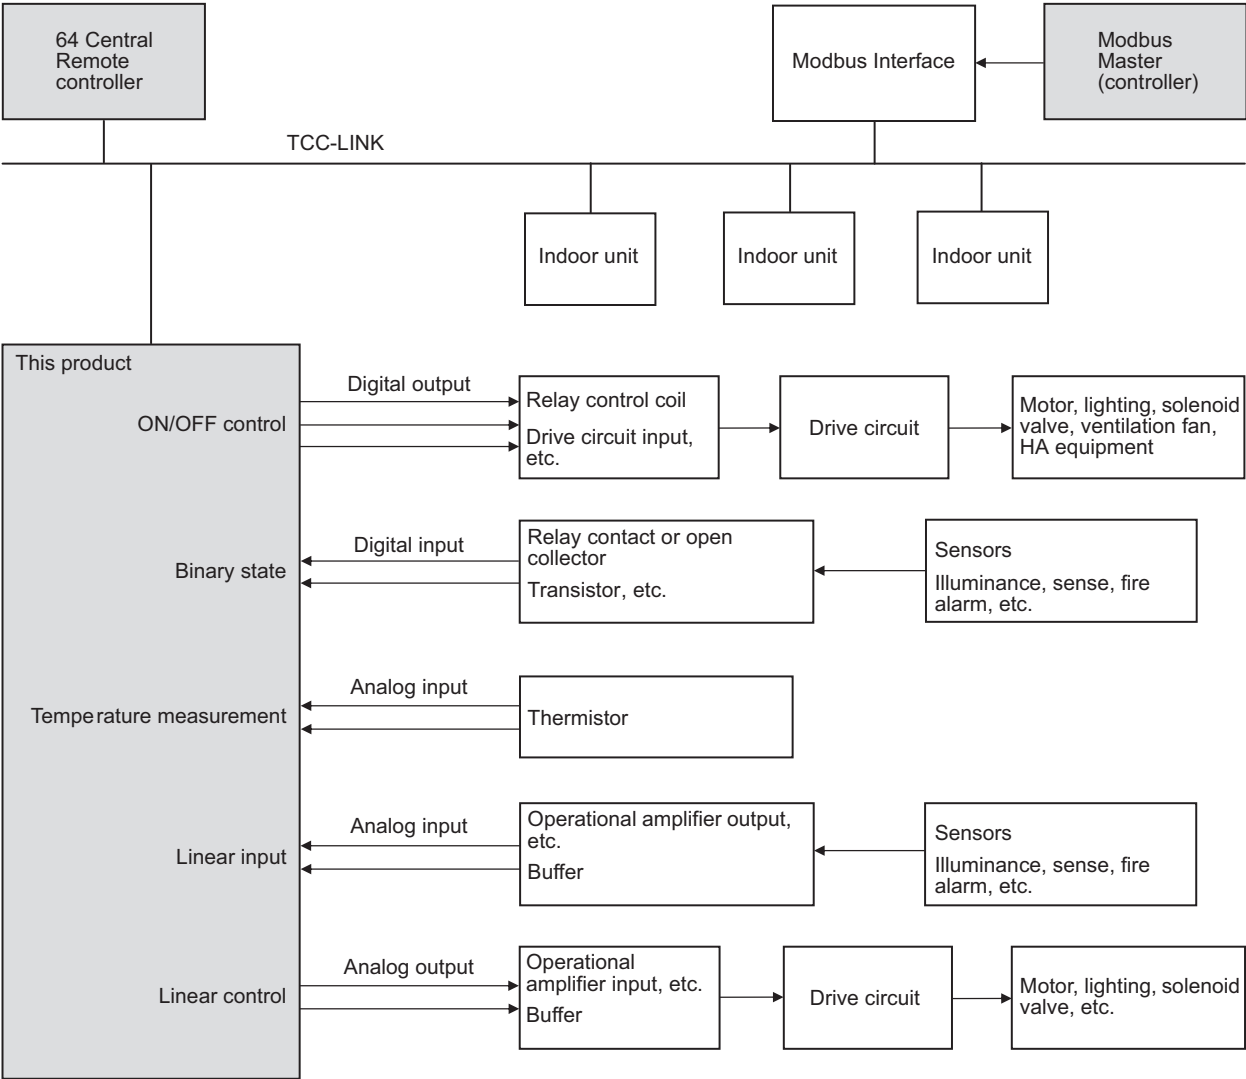 64 Central
Remote
controller
Modbus Interface
Modbus
Master
(controller)
TCC-LINK
Indoor unit
Indoor unit
Indoor unit
This product
ON/OFF control
Digital output
Relay control coil
Drive circuit input,
etc.
Drive circuit
Motor, lighting, solenoid
valve, ventilation fan,
HA equipment
Binary state
Digital input
Relay contact or open
collector
Transistor, etc.
Sensors
Illuminance, sense, fire
alarm, etc.
Temperature measurement
Analog input
Thermistor
Linear input
Analog input
Operational amplifier output,
etc.
Buffer
Sensors
Illuminance, sense, fire
alarm, etc.
Linear control
Analog output
Operational
amplifier input, etc.
Buffer
Drive circuit
Motor, lighting, solenoid
valve, etc.